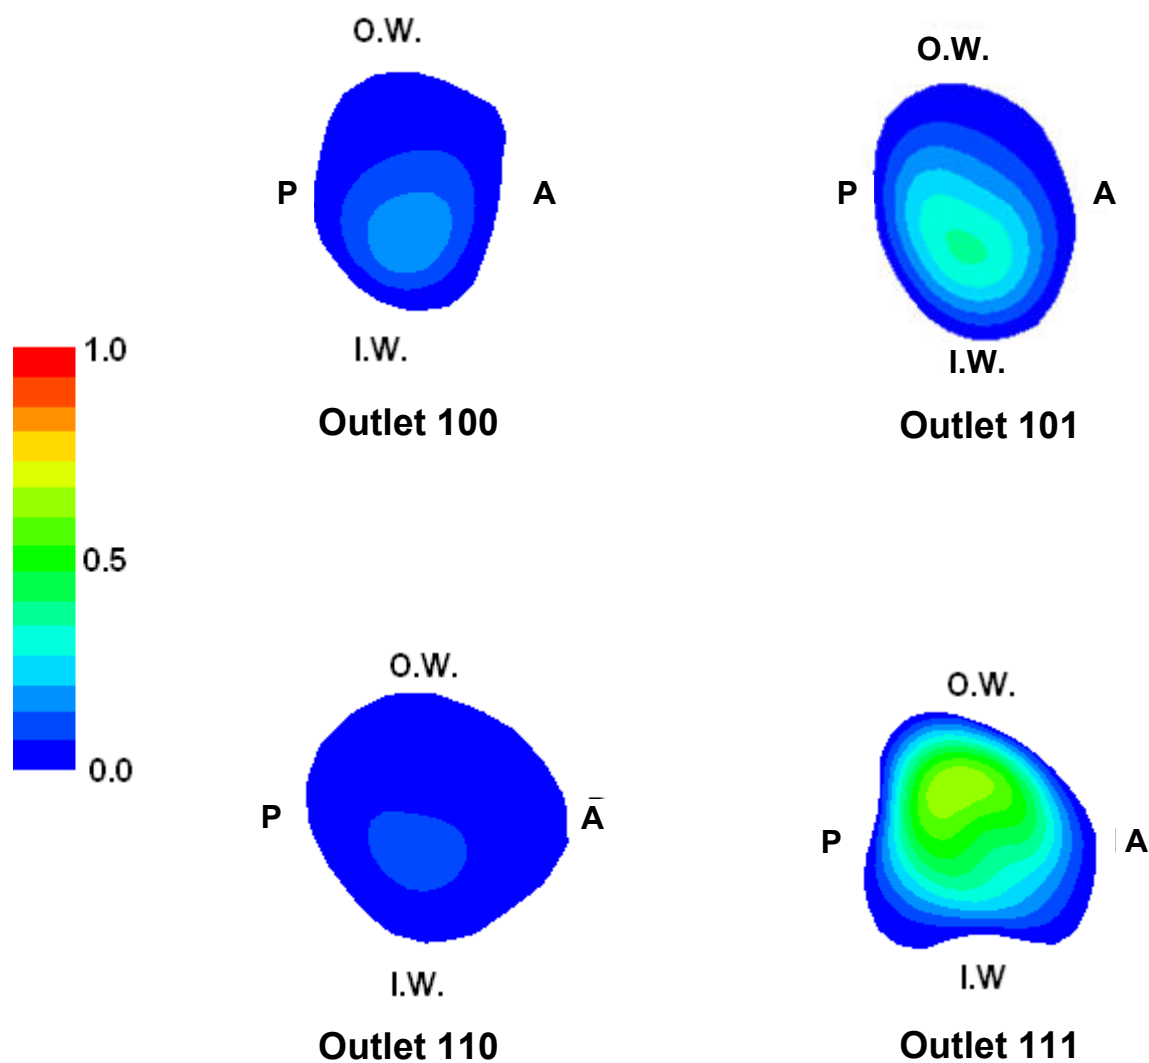 O.W.
O.W.
P
A
P
A
I.W.
I.W.
Outlet 100
Outlet 101
1.0
0.5
0.0
O.W.
O.W.
P
A
P
A
I.W.
I.W
Outlet 110
Outlet 111